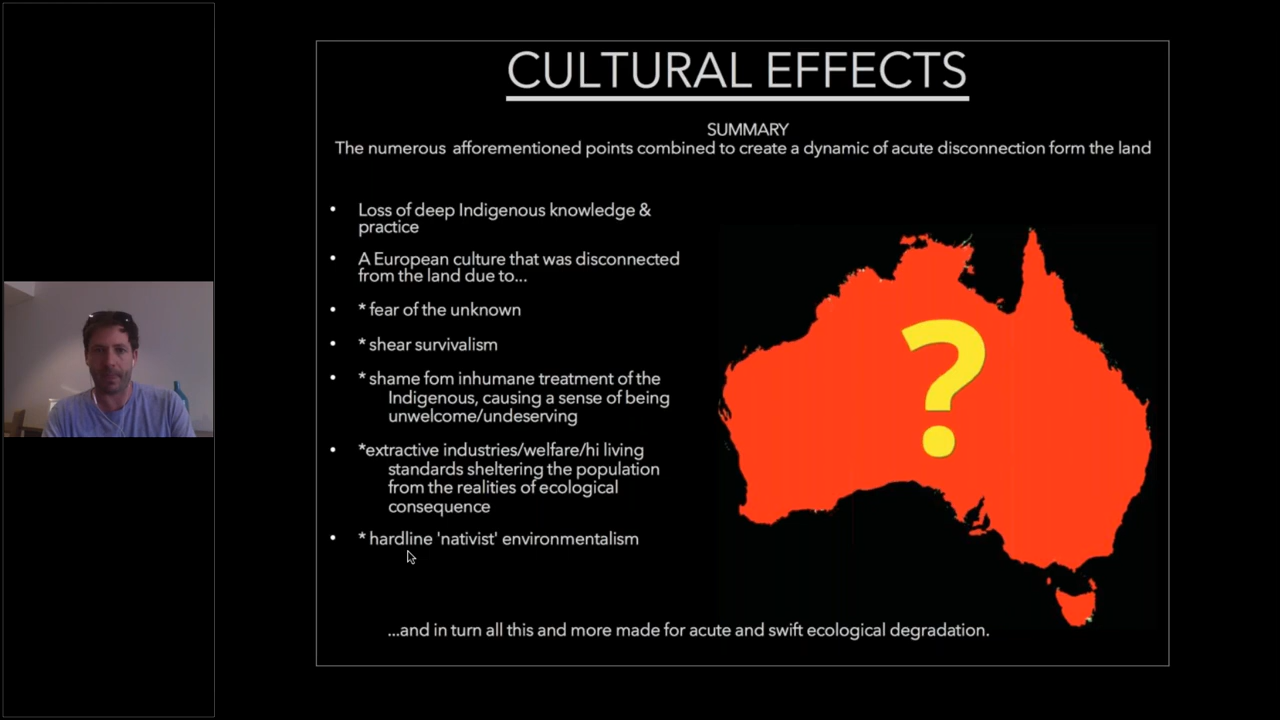 CULTURAL EFFECTS
SUMMARY
The numerous afforementioned points combined to create a dynamic of acute disconnection form the land
• Loss of deep Indigenous knowledge &
practice
• A European culture that was disconnected
from the land due to...
• * fear of the unknown
• * shear survivalism
• * shame fom inhumane treatment of the
Indigenous, causing a sense of being
unwelcome/undeserving
• *extractive industries/welfare/hi living
standards sheltering the population
from the realities of ecological
consequence
• * hardline 'nativist' environmentalism
?
...and in turn all this and more made for acute and swift ecological degradation.